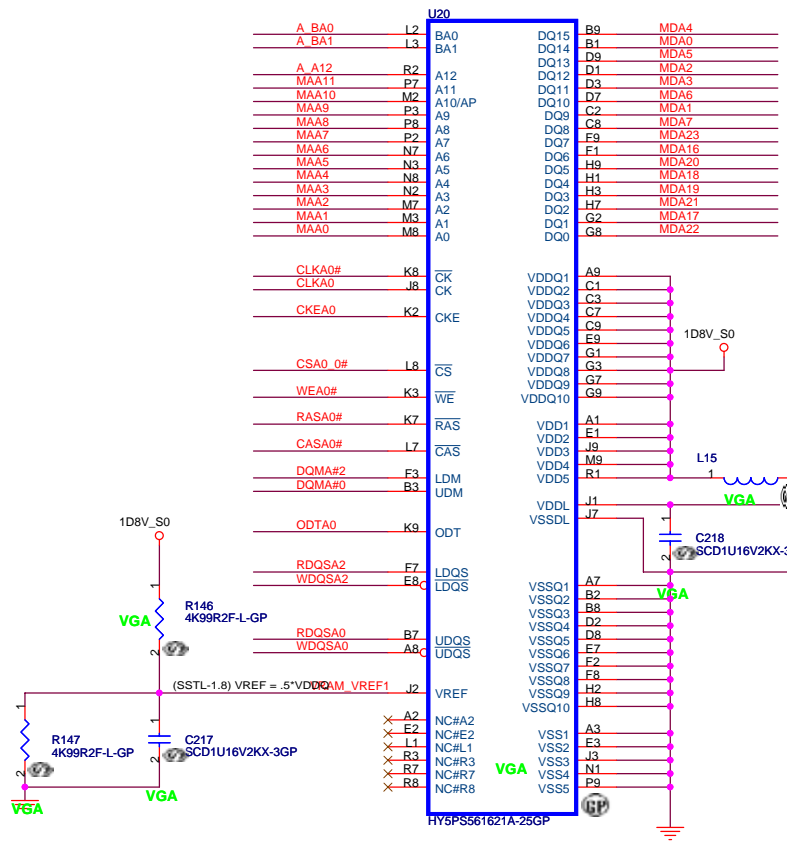 U20
A_BA0 L2 BA0 DQ15 B9 MDA4
A_BA1 L3 BA1 DQ14 B1 MDA0
DQ13 D9 MDA5
A_A12 R2 A12 DQ12 D1 MDA2
MAA11 P7 A11 DQ11 D3 MDA3
MAA10 M2 A10/AP DQ10 D7 MDA6
MAA9 P3 A9 DQ9 C2 MDA1
MAA8 P8 A8 DQ8 C8 MDA7
MAA7 P2 A7 DQ7 F9 MDA23
MAA6 N7 A6 DQ6 F1 MDA16
MAA5 N3 A5 DQ5 H9 MDA20
MAA4 N8 A4 DQ4 H1 MDA18
MAA3 N2 A3 DQ3 H3 MDA19
MAA2 M7 A2 DQ2 H7 MDA21
MAA1 M3 A1 DQ1 G2 MDA17
MAA0 M8 A0 DQ0 G8 MDA22
CLKA0# K8 CK VDDQ1 A9
CLKA0 J8 CK VDDQ2 C1
VDDQ3 C3
CKEA0 K2 CKE VDDQ4 C7
VDDQ5 C9
VDDQ6 E9
VDDQ7 G1
1D8V_S0
CSA0_0# L8 CS VDDQ8 G3
VDDQ9 G7
WEA0# K3 WE VDDQ10 G9
RASA0# K7 RAS VDD1 A1
VDD2 E1
CASA0# L7 CAS VDD3 J9
VDD4 M9
L15
DQMA#2 F3 LDM VDD5 R1 1
DQMA#0 B3 UDM
VGA
VDDL J1
VSSDL J7
1D8V_S0
ODTA0 K9 ODT
1
C218
2
SCD1U16V2KX-3
RDQSA2 F7 LDQS
WDQSA2 E8 LDQS VSSQ1 A7
VGA
VSSQ2 B2
1
R146
4K99R2F-L-GP
VGA
2
VSSQ3 B8
VSSQ4 D2
RDQSA0 B7 UDQS VSSQ5 D8
WDQSA0 A8 UDQS VSSQ6 E7
VSSQ7 F2
VSSQ8 F8
(SSTL-1.8) VREF = .5*VDDQ VRAM_VREF1 J2 VREF VSSQ9 H2
VSSQ10 H8
1
R147
4K99R2F-L-GP
2
VGA
1
C217
SCD1U16V2KX-3GP
2
VGA
A2 NC#A2
E2 NC#E2 VSS1 A3
L1 NC#L1 VSS2 E3
R3 NC#R3 VSS3 J3
R7 NC#R7 VGA VSS4 N1
R8 NC#R8 VSS5 P9
GP
HY5PS561621A-25GP